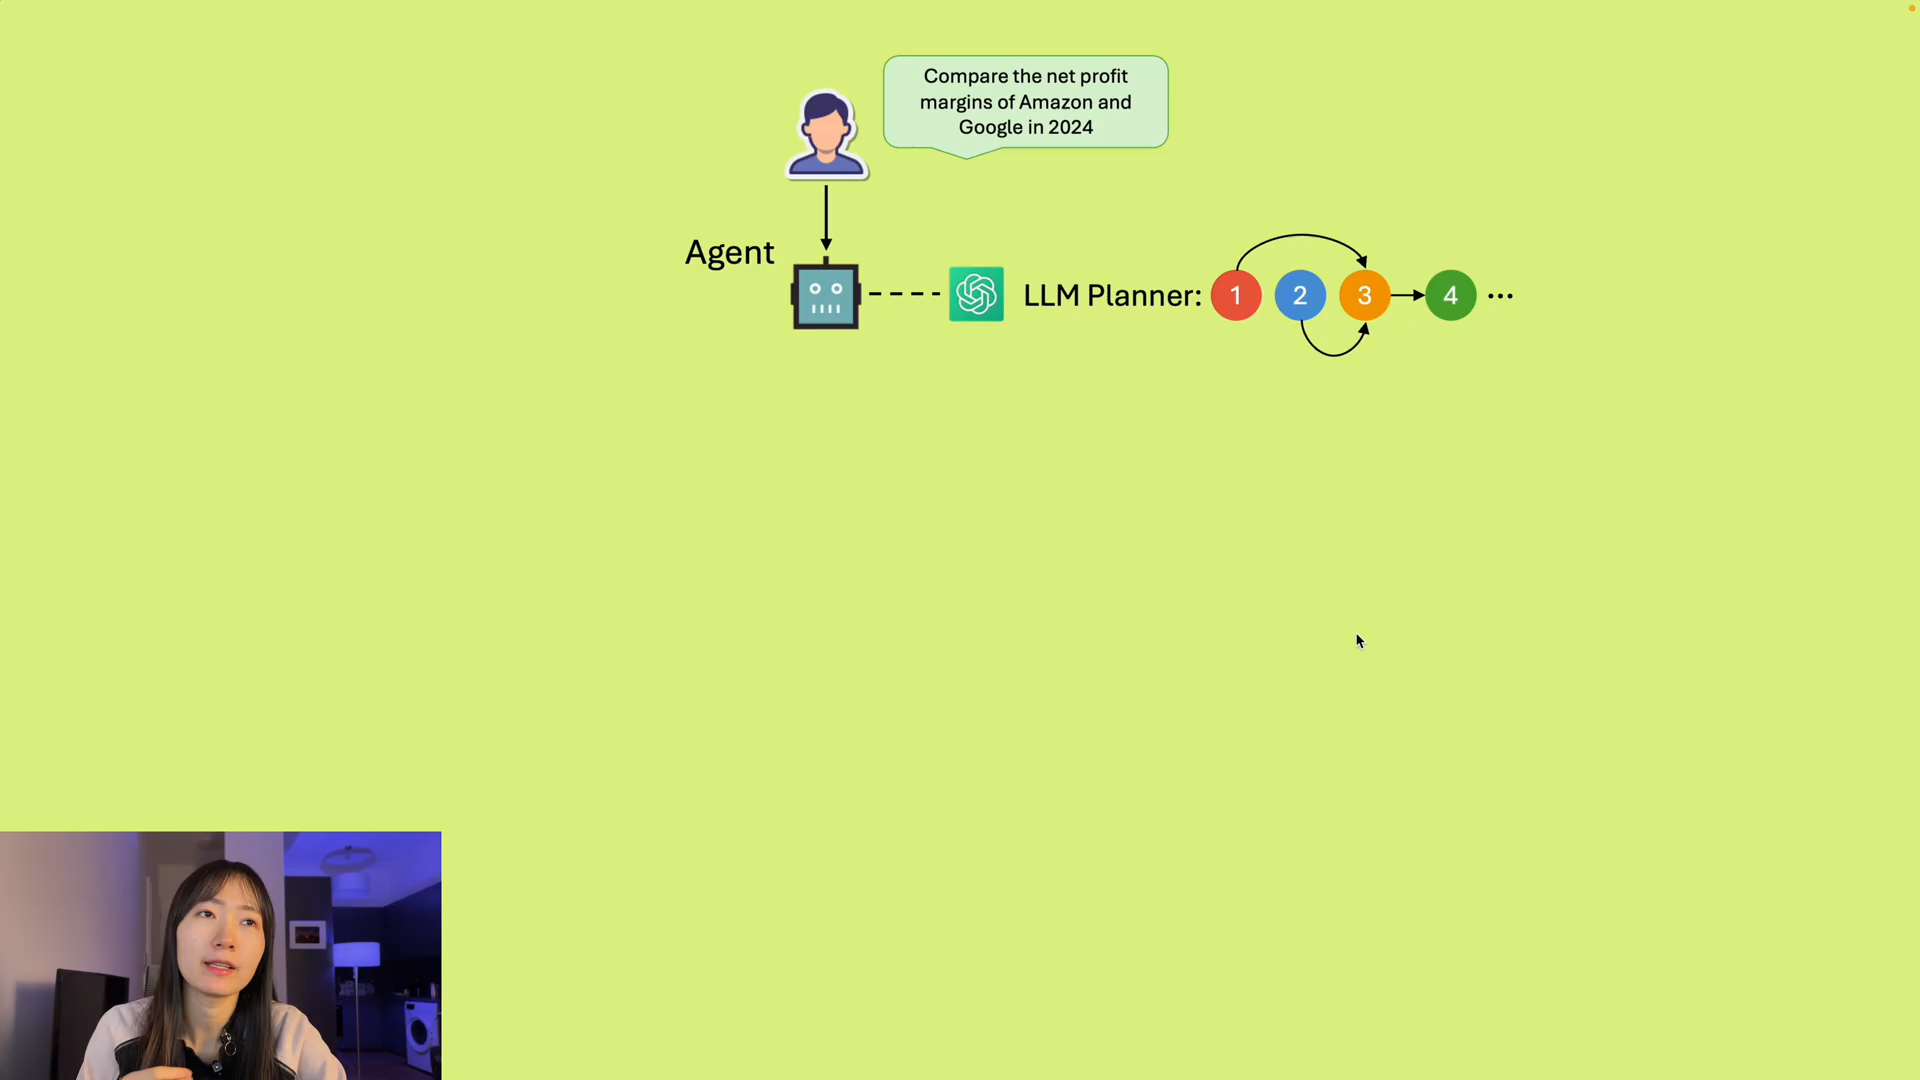 Compare the net profit
margins of Amazon and
Google in 2024
Agent
LLM Planner: 1 2 3 4 ...